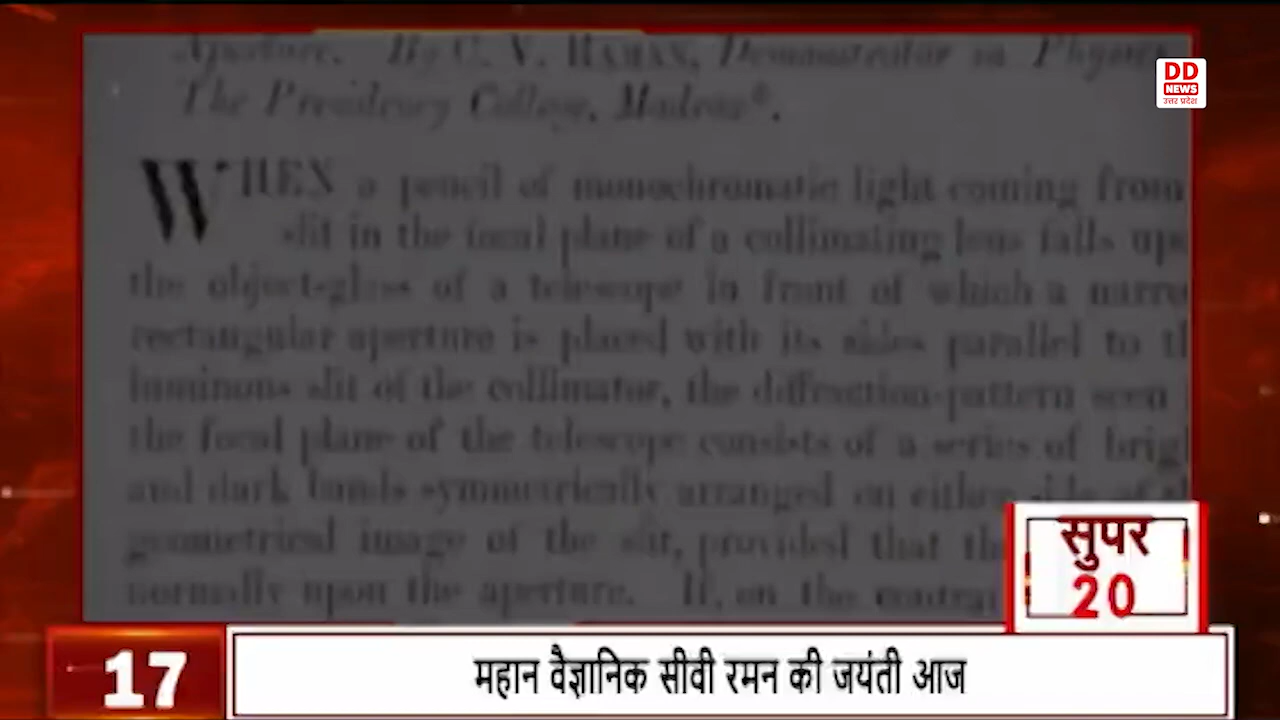 Aperture. By C. V. RAMAN, Demonstrator in Physics,
The Presidency College, Madras*.
DD
NEWS
उत्तर प्रदेश
WHEN a pencil of monochromatic light coming from
slit in the focal plane of a collimating lens falls
the object-glass of a telescope in front of which a
rectangular aperture is placed with its sides parallel to
luminous slit of the collimator, the diffraction-pattern seen
the focal plane of the telescope consists of a series of
and dark bands symmetrically arranged on either side of
geometrical image of the slit, provided that
normally upon the aperture. If, on the
सुपर
20
17
महान वैज्ञानिक सीवी रमन की जयंती आज